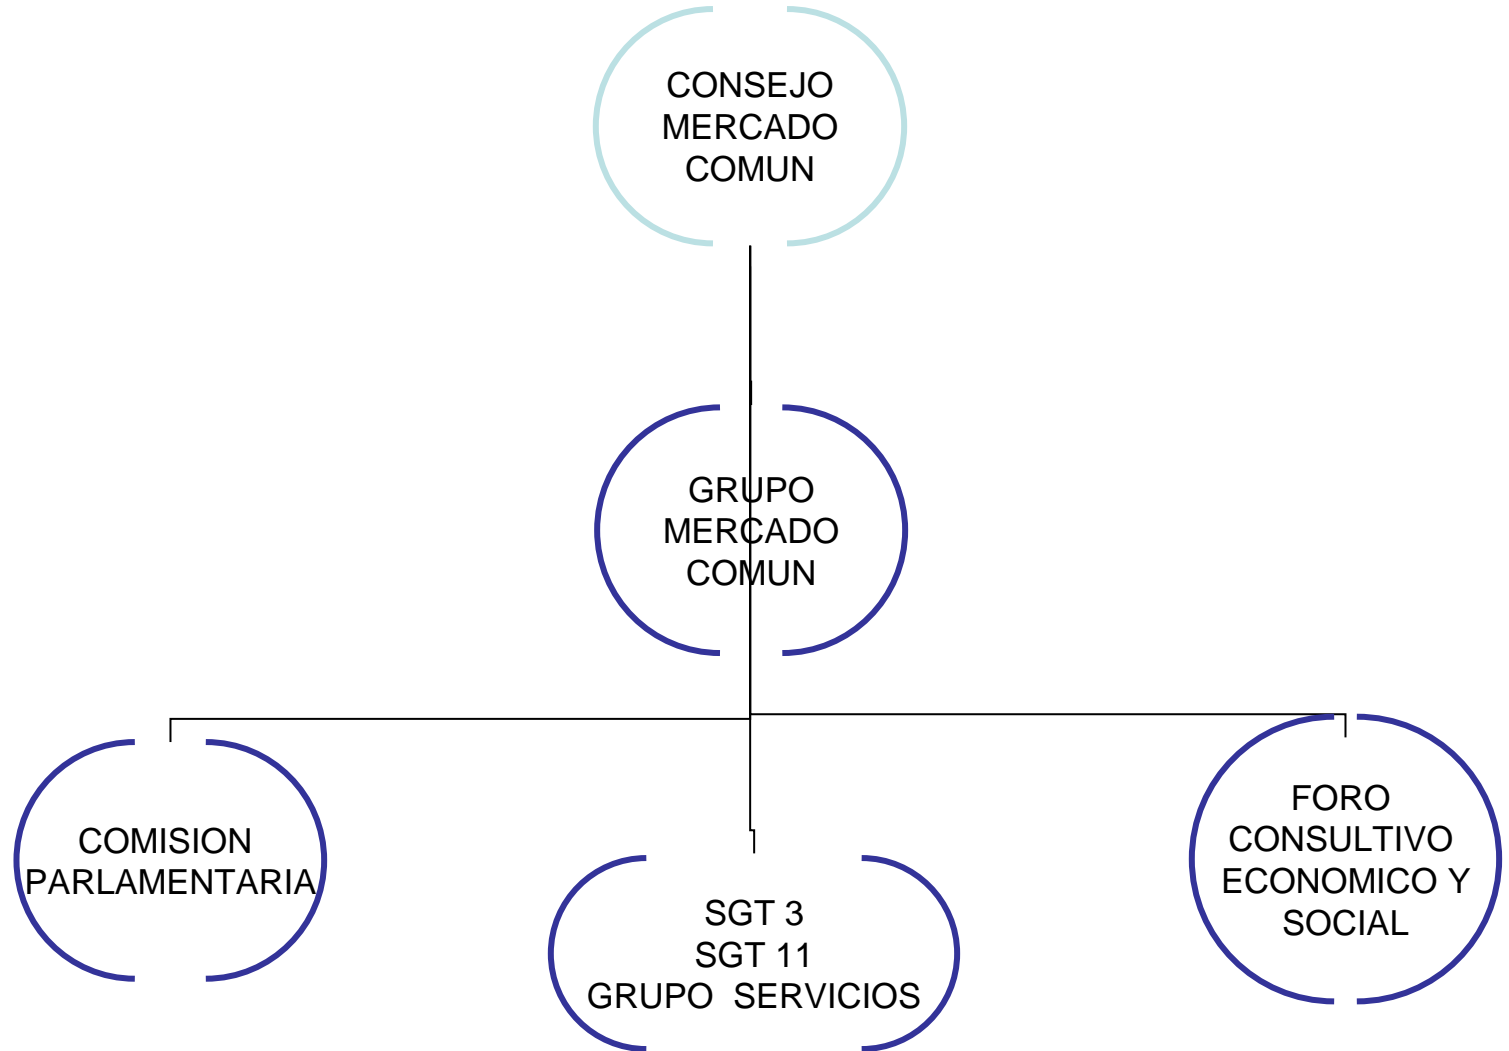 CONSEJO
MERCADO
COMUN
GRUPO
MERCADO
COMUN
COMISION
PARLAMENTARIA
SGT 3
SGT 11
GRUPO  SERVICIOS
FORO
CONSULTIVO
ECONOMICO Y
SOCIAL